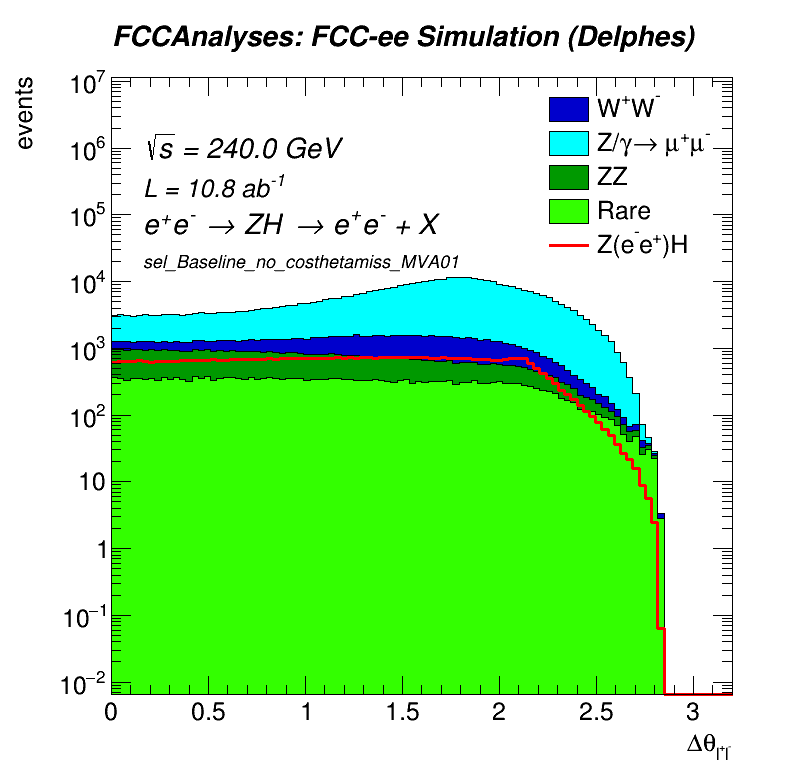 FCCAnalyses: FCC-ee Simulation (Delphes)
events
10⁷
10⁶
10⁵
10⁴
10³
10²
10
1
10⁻¹
10⁻²
√s = 240.0 GeV
L = 10.8 ab⁻¹
e⁺e⁻ → ZH → e⁺e⁻ + X
sel_Baseline_no_costhetamiss_MVA01
W⁺W⁻
Z/γ→ μ⁺μ⁻
ZZ
Rare
Z(e⁻e⁺)H
0 0.5 1 1.5 2 2.5 3
Δθ_l⁺l⁻